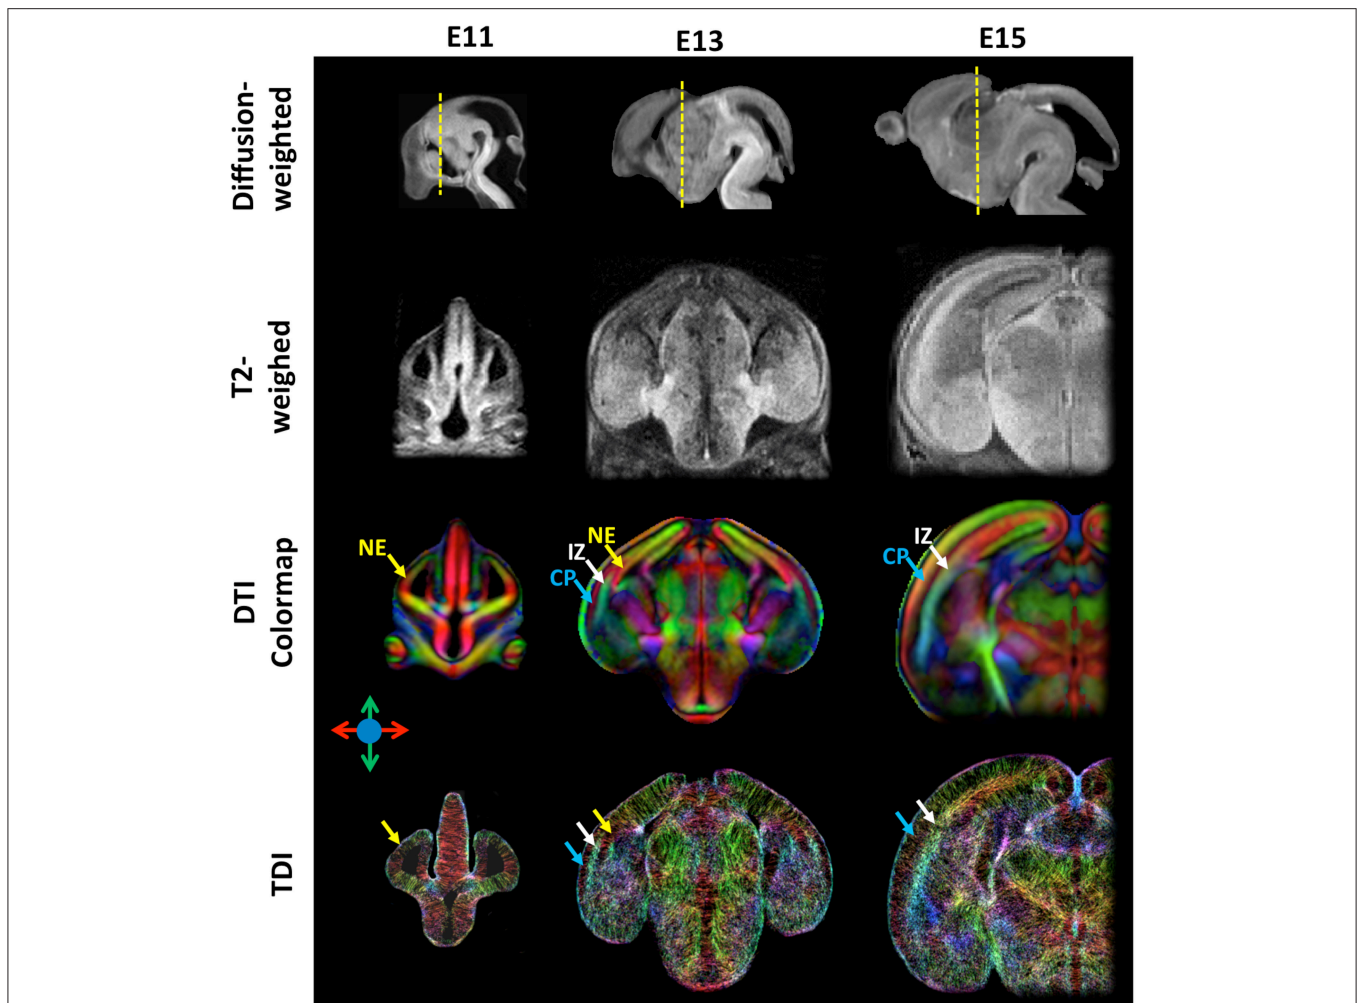 E11
E13
E15
Diffusion-
weighted
T2-
weighed
DTI
Colormap
NE
NE
IZ
CP
IZ
CP
TDI